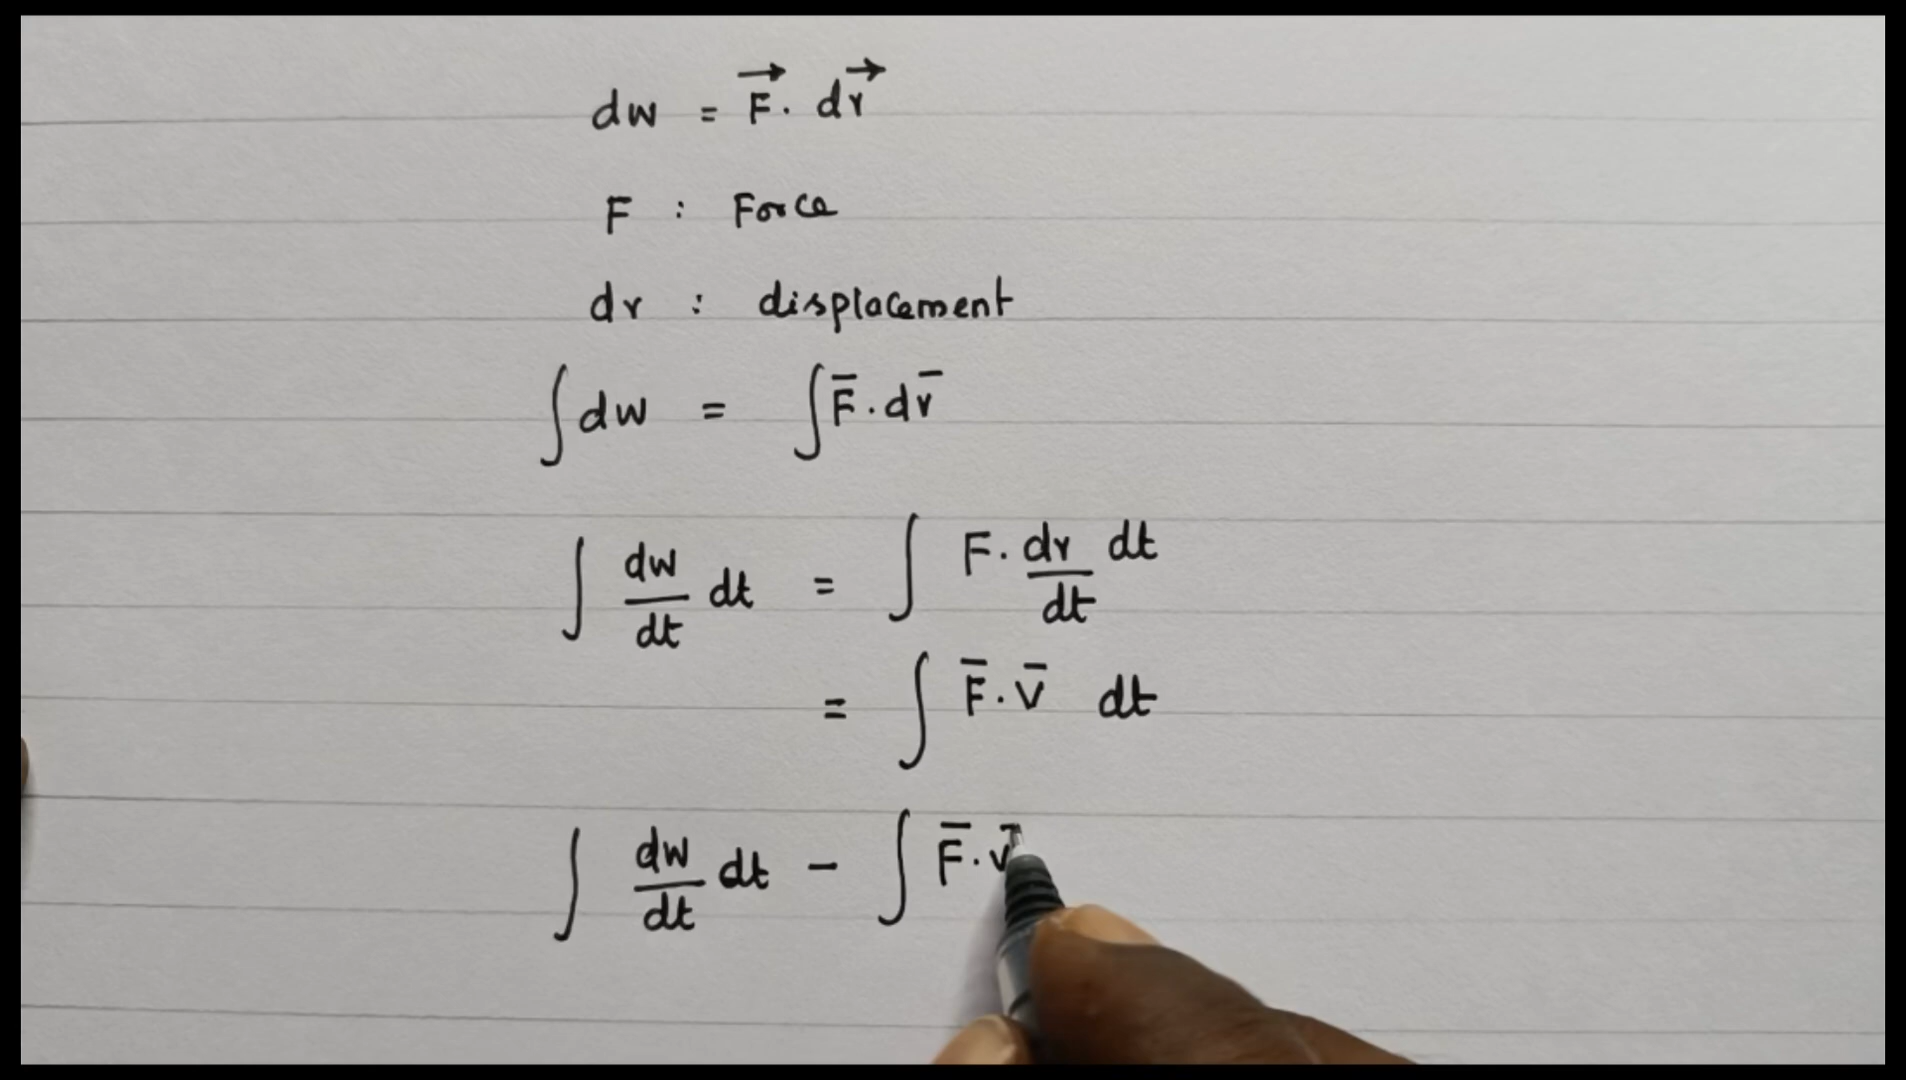 dw = F⃗ . dr⃗
F : Force
dr : displacement
∫ dw = ∫ F̄ . dr̄
∫ dw/dt dt = ∫ F . dr/dt dt
= ∫ F̄ . v̄ dt
∫ dw/dt dt − ∫ F̄ . v̄